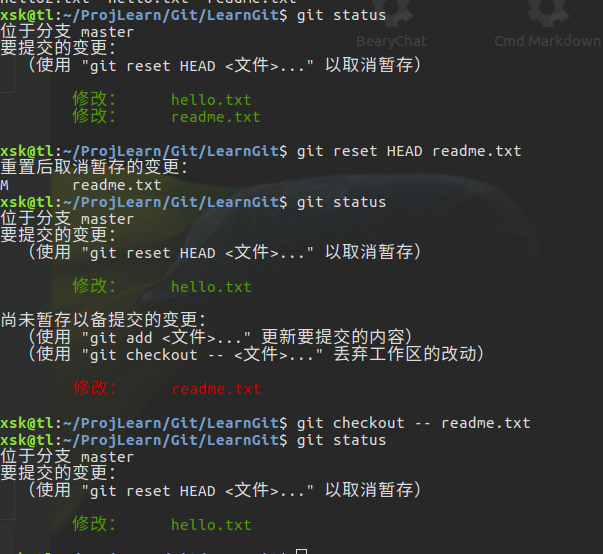 hello2.txt  hello.txt  readme.txt
xsk@tl:~/ProjLearn/Git/LearnGit$ git status
位于分支 master
要提交的变更：
  （使用 "git reset HEAD <文件>..." 以取消暂存）
        修改：     hello.txt
        修改：     readme.txt
xsk@tl:~/ProjLearn/Git/LearnGit$ git reset HEAD readme.txt
重置后取消暂存的变更：
M       readme.txt
xsk@tl:~/ProjLearn/Git/LearnGit$ git status
位于分支 master
要提交的变更：
  （使用 "git reset HEAD <文件>..." 以取消暂存）
        修改：     hello.txt
尚未暂存以备提交的变更：
  （使用 "git add <文件>..." 更新要提交的内容）
  （使用 "git checkout -- <文件>..." 丢弃工作区的改动）
        修改：     readme.txt
xsk@tl:~/ProjLearn/Git/LearnGit$ git checkout -- readme.txt
xsk@tl:~/ProjLearn/Git/LearnGit$ git status
位于分支 master
要提交的变更：
  （使用 "git reset HEAD <文件>..." 以取消暂存）
        修改：     hello.txt
xsk@tl:~/ProjLearn/Git/LearnGit$
BearyChat
Cmd Markdown